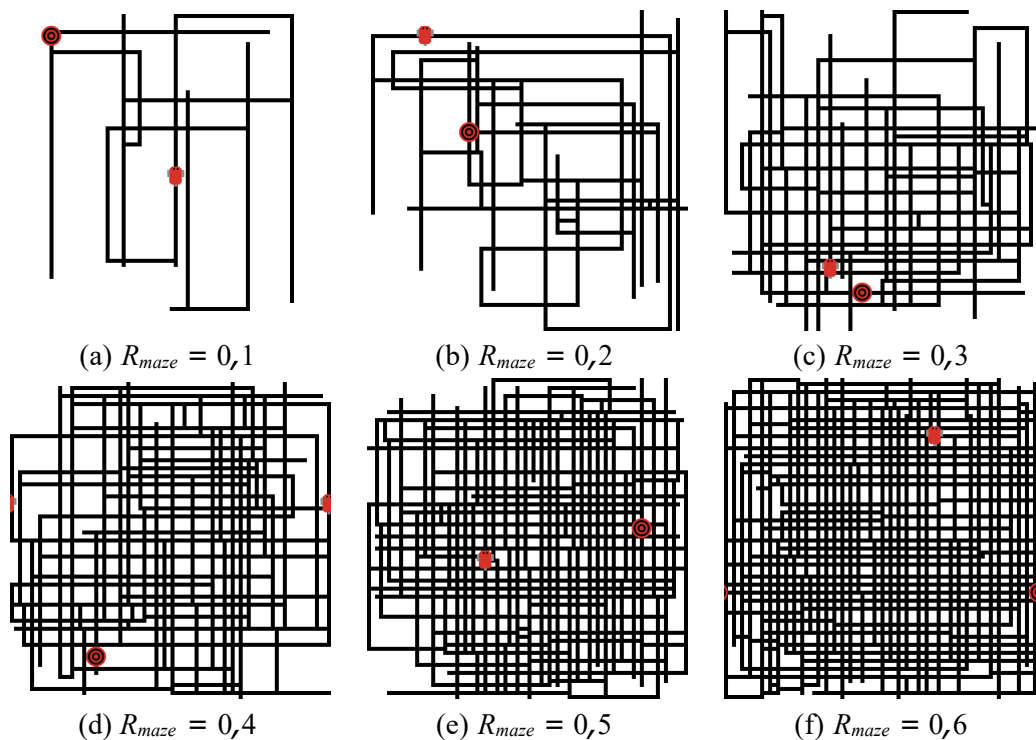 (a) R_maze = 0,1
(b) R_maze = 0,2
(c) R_maze = 0,3
(d) R_maze = 0,4
(e) R_maze = 0,5
(f) R_maze = 0,6